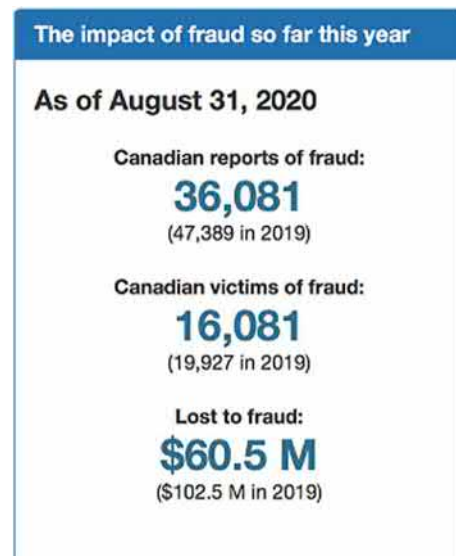 The impact of fraud so far this year
As of August 31, 2020
Canadian reports of fraud:
36,081
(47,389 in 2019)
Canadian victims of fraud:
16,081
(19,927 in 2019)
Lost to fraud:
$60.5 M
($102.5 M in 2019)